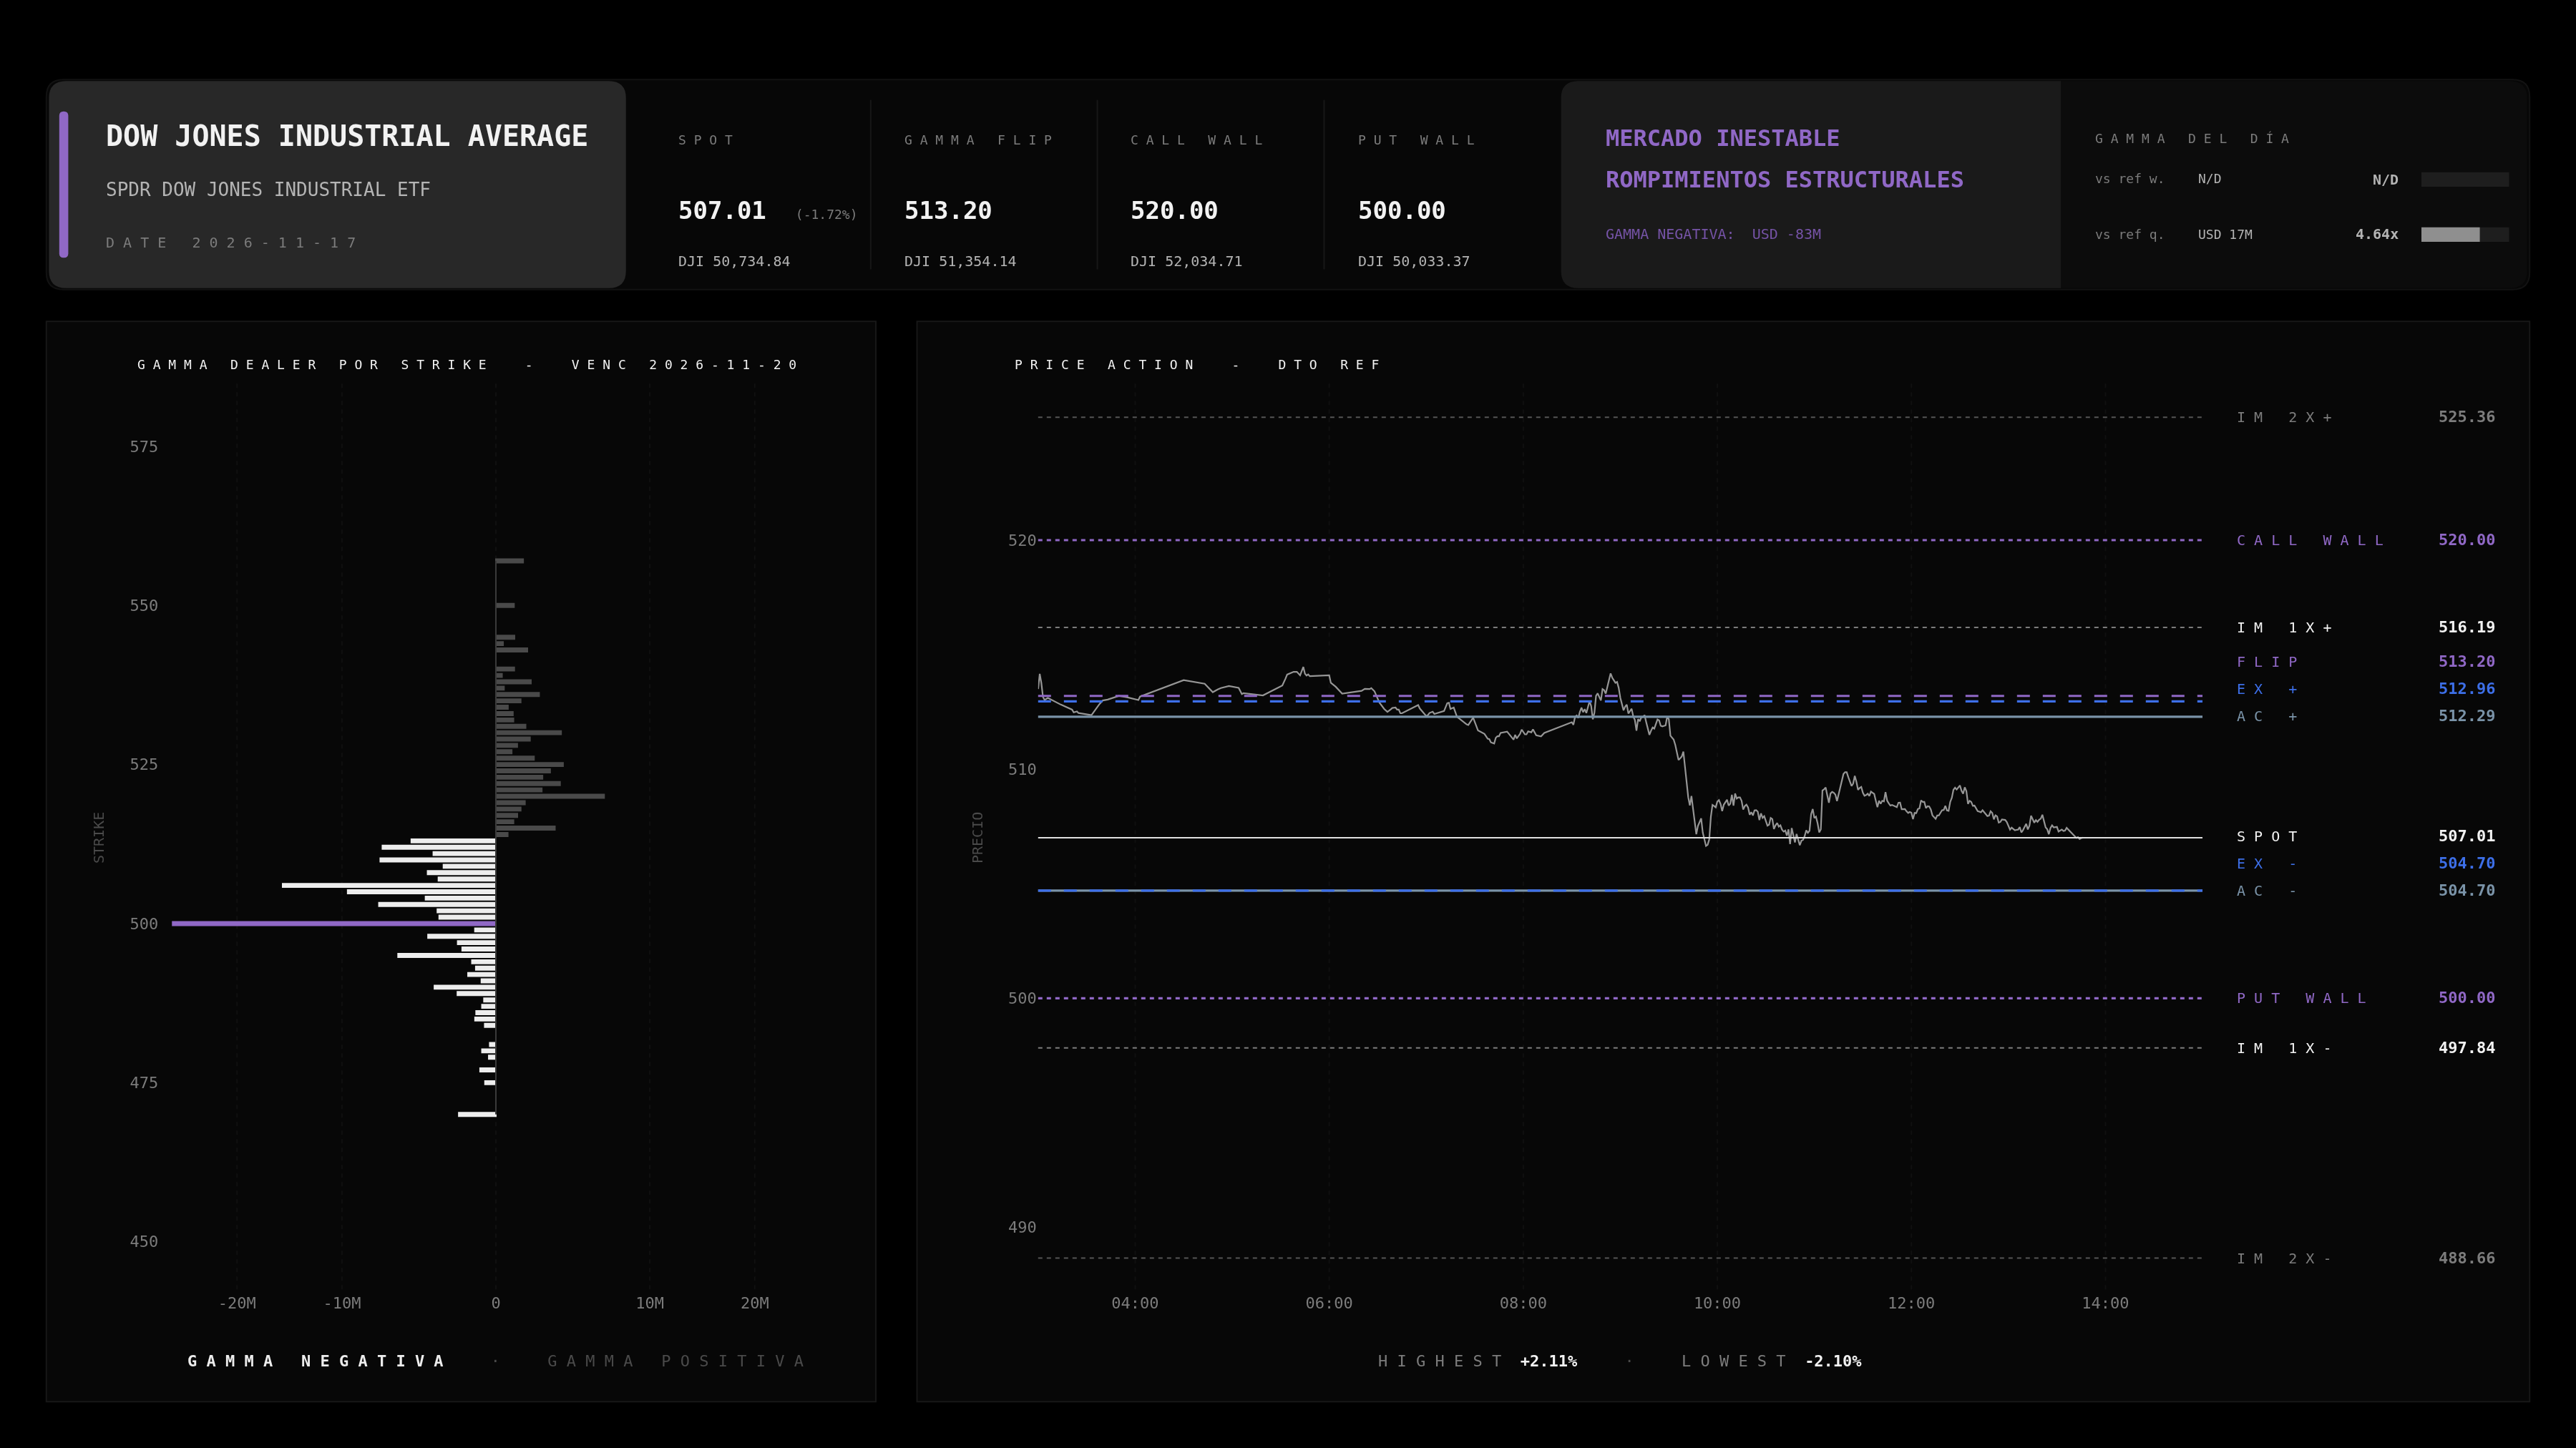 DOW JONES INDUSTRIAL AVERAGE
SPDR DOW JONES INDUSTRIAL ETF
DATE 2026-11-17
SPOT
507.01 (-1.72%)
DJI 50,734.84
GAMMA FLIP
513.20
DJI 51,354.14
CALL WALL
520.00
DJI 52,034.71
PUT WALL
500.00
DJI 50,033.37
MERCADO INESTABLE
ROMPIMIENTOS ESTRUCTURALES
GAMMA NEGATIVA: USD -83M
GAMMA DEL DÍA
vs ref w. N/D N/D
vs ref q. USD 17M 4.64x
GAMMA DEALER POR STRIKE - VENC 2026-11-20
STRIKE
575
550
525
500
475
450
-20M -10M 0 10M 20M
GAMMA NEGATIVA · GAMMA POSITIVA
PRICE ACTION - DTO REF
PRECIO
520
510
500
490
04:00 06:00 08:00 10:00 12:00 14:00
IM 2X+ 525.36
CALL WALL 520.00
IM 1X+ 516.19
FLIP 513.20
EX + 512.96
AC + 512.29
SPOT 507.01
EX - 504.70
AC - 504.70
PUT WALL 500.00
IM 1X- 497.84
IM 2X- 488.66
HIGHEST +2.11% · LOWEST -2.10%